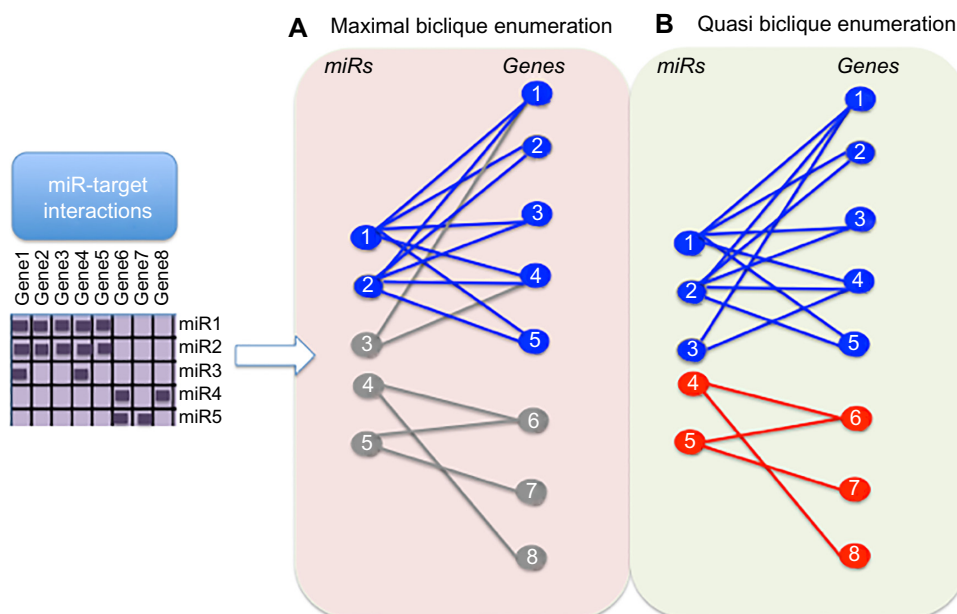 A Maximal biclique enumeration
B Quasi biclique enumeration
miRs Genes
miRs Genes
miR-target
interactions
Gene1
Gene2
Gene3
Gene4
Gene5
Gene6
Gene7
Gene8
miR1
miR2
miR3
miR4
miR5
1
2
3
4
5
1
2
3
4
5
6
7
8
1
2
3
4
5
1
2
3
4
5
6
7
8